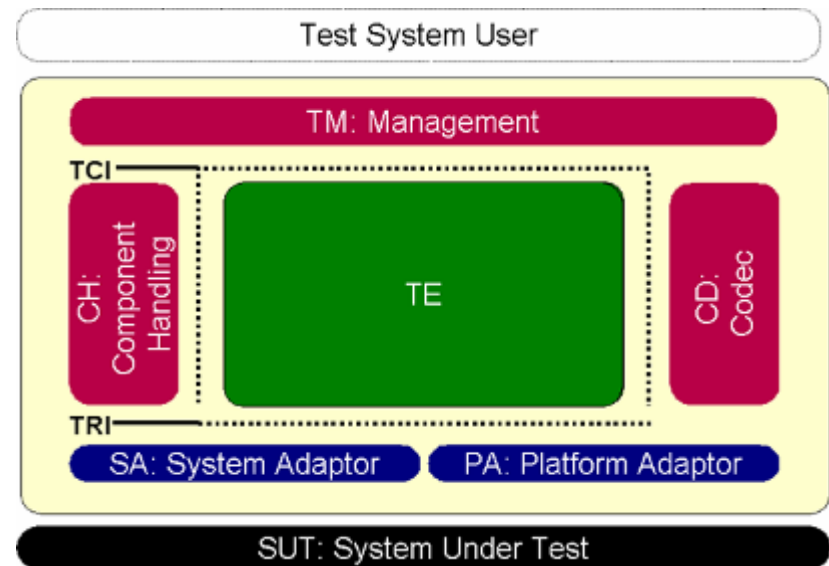 Test System User
TM: Management
TCI
CH:
Component
Handling
TE
CD:
Codec
TRI
SA: System Adaptor
PA: Platform Adaptor
SUT: System Under Test